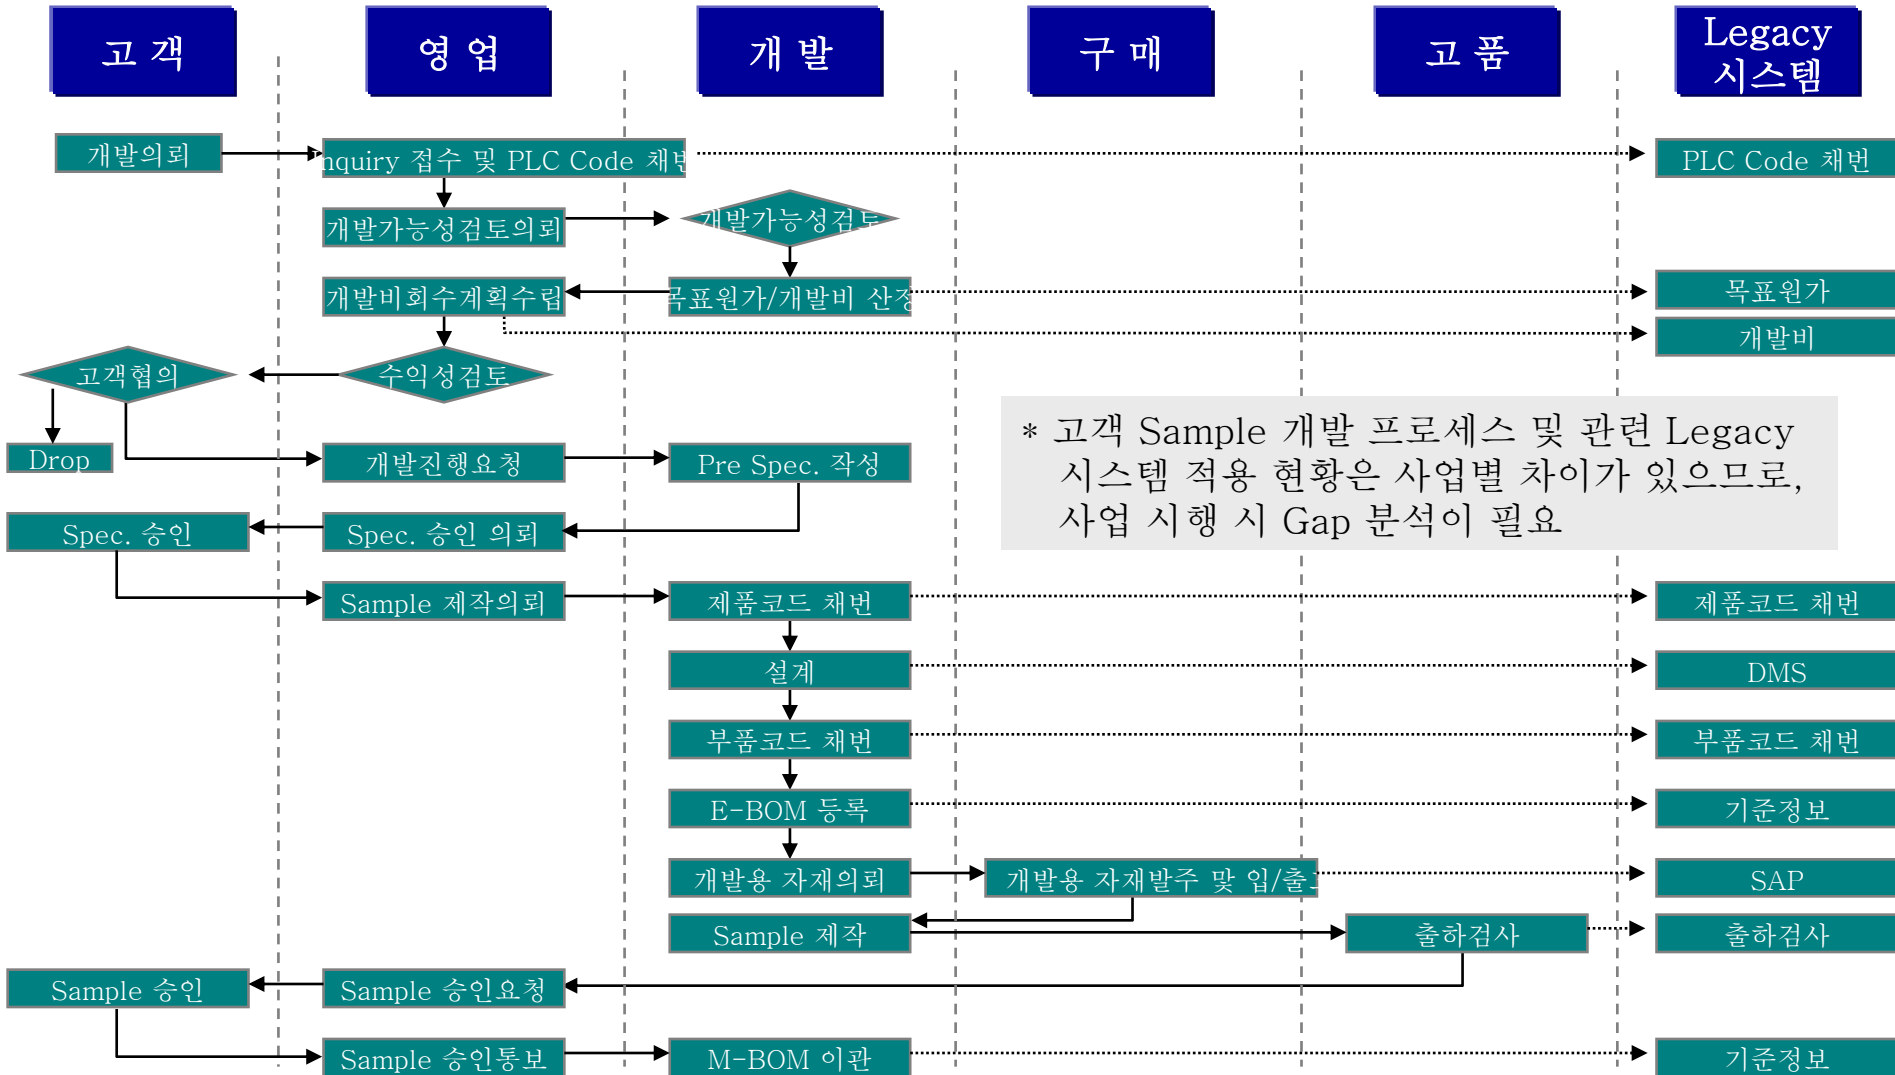 고 객
영 업
개 발
구 매
고 품
Legacy
시스템
개발의뢰
nquiry 접수 및 PLC Code 채번
PLC Code 채번
개발가능성검토의뢰
개발가능성검토
개발비회수계획수립
목표원가/개발비 산정
목표원가
개발비
고객협의
수익성검토
* 고객 Sample 개발 프로세스 및 관련 Legacy
시스템 적용 현황은 사업별 차이가 있으므로,
사업 시행 시 Gap 분석이 필요
Drop
개발진행요청
Pre Spec. 작성
Spec. 승인
Spec. 승인 의뢰
Sample 제작의뢰
제품코드 채번
제품코드 채번
설계
DMS
부품코드 채번
부품코드 채번
E-BOM 등록
기준정보
개발용 자재의뢰
개발용 자재발주 맟 입/출고
SAP
Sample 제작
출하검사
출하검사
Sample 승인
Sample 승인요청
Sample 승인통보
M-BOM 이관
기준정보